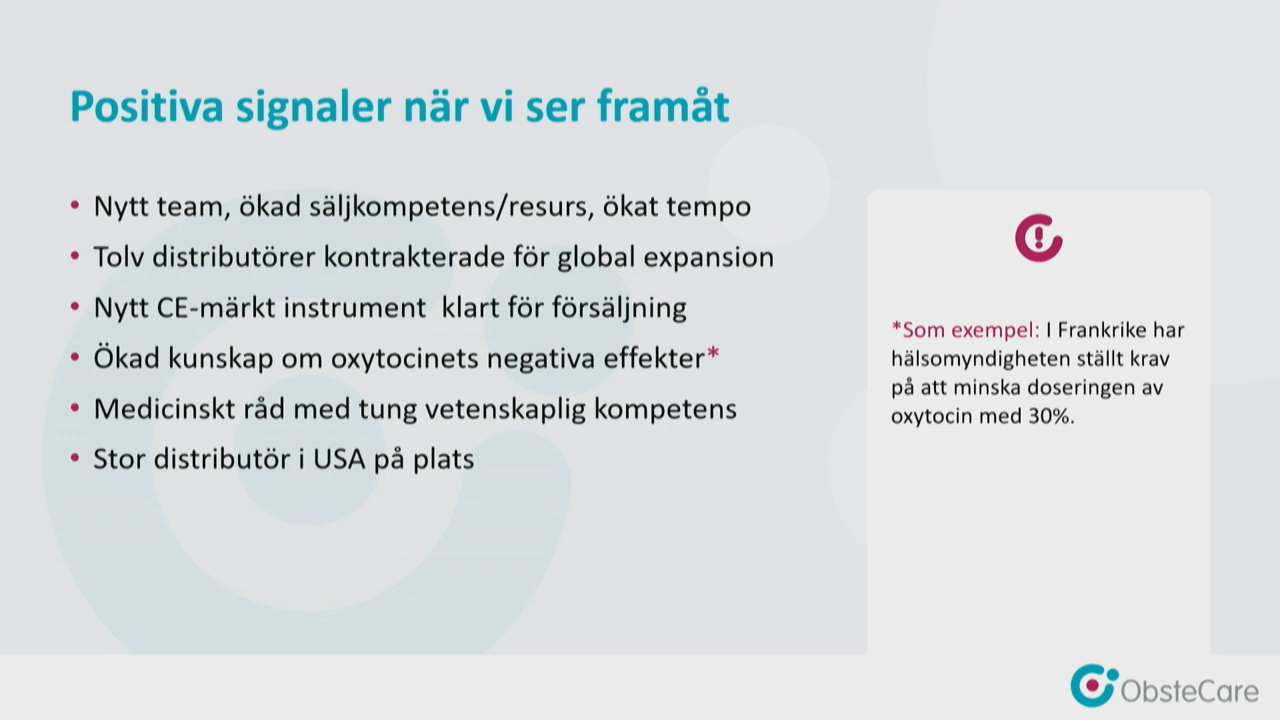 Positiva signaler när vi ser framåt
• Nytt team, ökad säljkompetens/resurs, ökat tempo
• Tolv distributörer kontrakterade för global expansion
• Nytt CE-märkt instrument  klart för försäljning
• Ökad kunskap om oxytocinets negativa effekter*
• Medicinskt råd med tung vetenskaplig kompetens
• Stor distributör i USA på plats
*Som exempel: I Frankrike har
hälsomyndigheten ställt krav
på att minska doseringen av
oxytocin med 30%.
ObsteCare